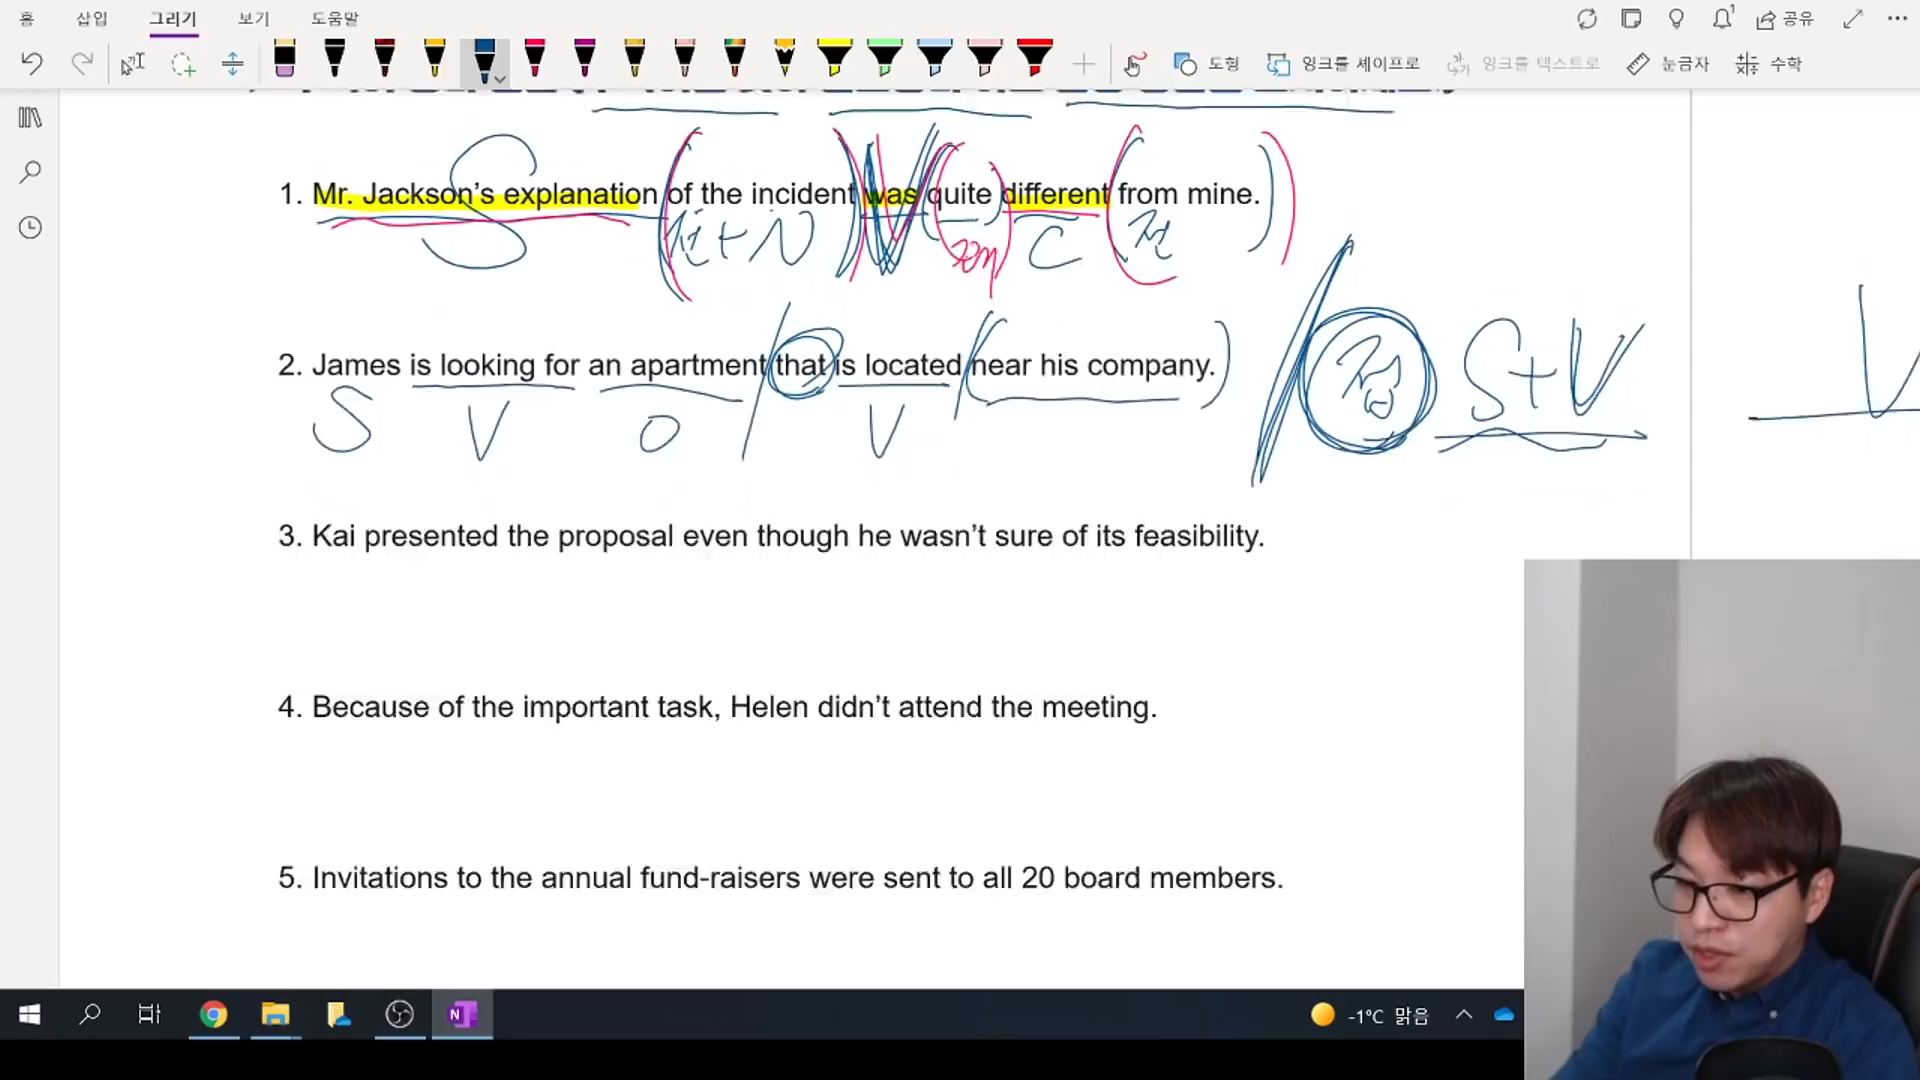 홈 삽입 그리기 보기 도움말 1 공유
도형 잉크를 셰이프로 잉크를 텍스트로 눈금자 수학
S V
1. Mr. Jackson's explanation of the incident was quite different from mine.
전+N C 전
2. James is looking for an apartment that is located near his company.
접 S+V
S V O V
3. Kai presented the proposal even though he wasn't sure of its feasibility.
4. Because of the important task, Helen didn't attend the meeting.
5. Invitations to the annual fund-raisers were sent to all 20 board members.
N -1°C 맑음